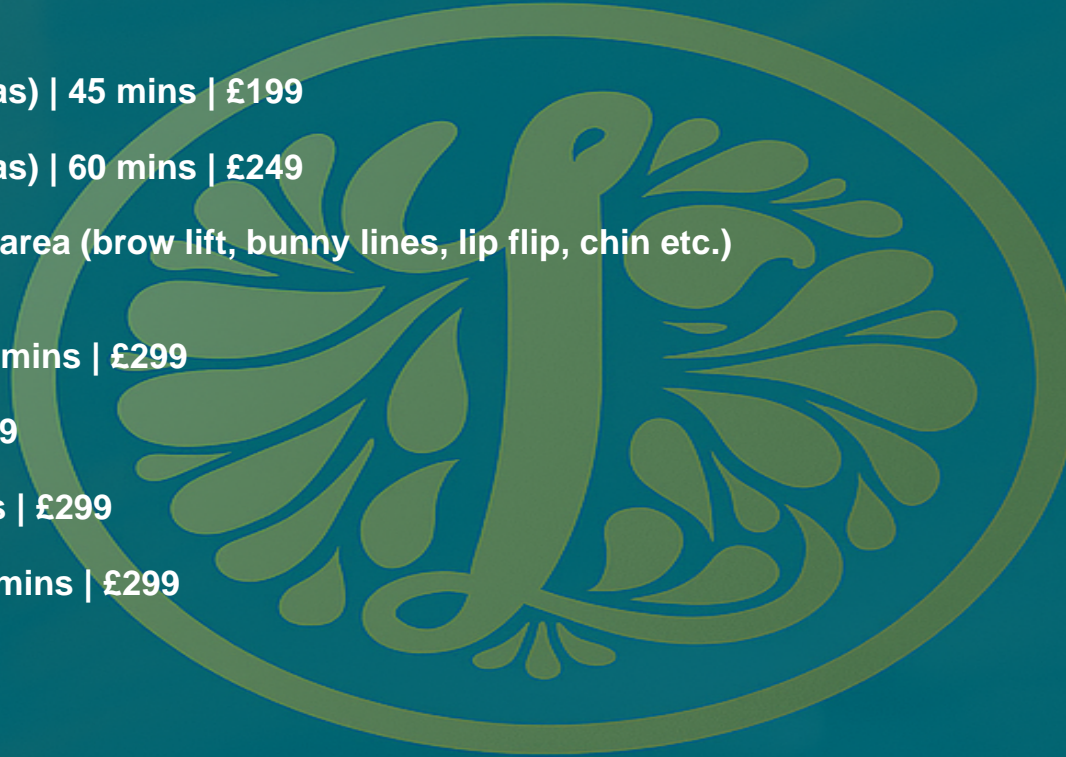 as) | 45 mins | £199
as) | 60 mins | £249
area (brow lift, bunny lines, lip flip, chin etc.)
mins | £299
9
s | £299
mins | £299
L